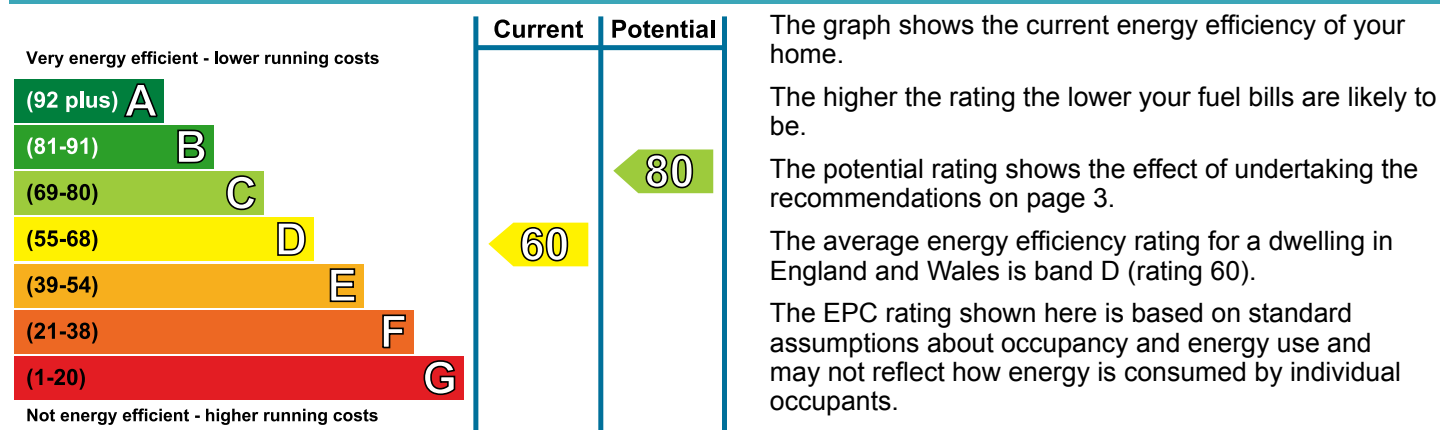 Current Potential
Very energy efficient - lower running costs
(92 plus) A
(81-91) B
(69-80) C
(55-68) D
(39-54) E
(21-38) F
(1-20) G
Not energy efficient - higher running costs
80
60
The graph shows the current energy efficiency of your
home.
The higher the rating the lower your fuel bills are likely to
be.
The potential rating shows the effect of undertaking the
recommendations on page 3.
The average energy efficiency rating for a dwelling in
England and Wales is band D (rating 60).
The EPC rating shown here is based on standard
assumptions about occupancy and energy use and
may not reflect how energy is consumed by individual
occupants.